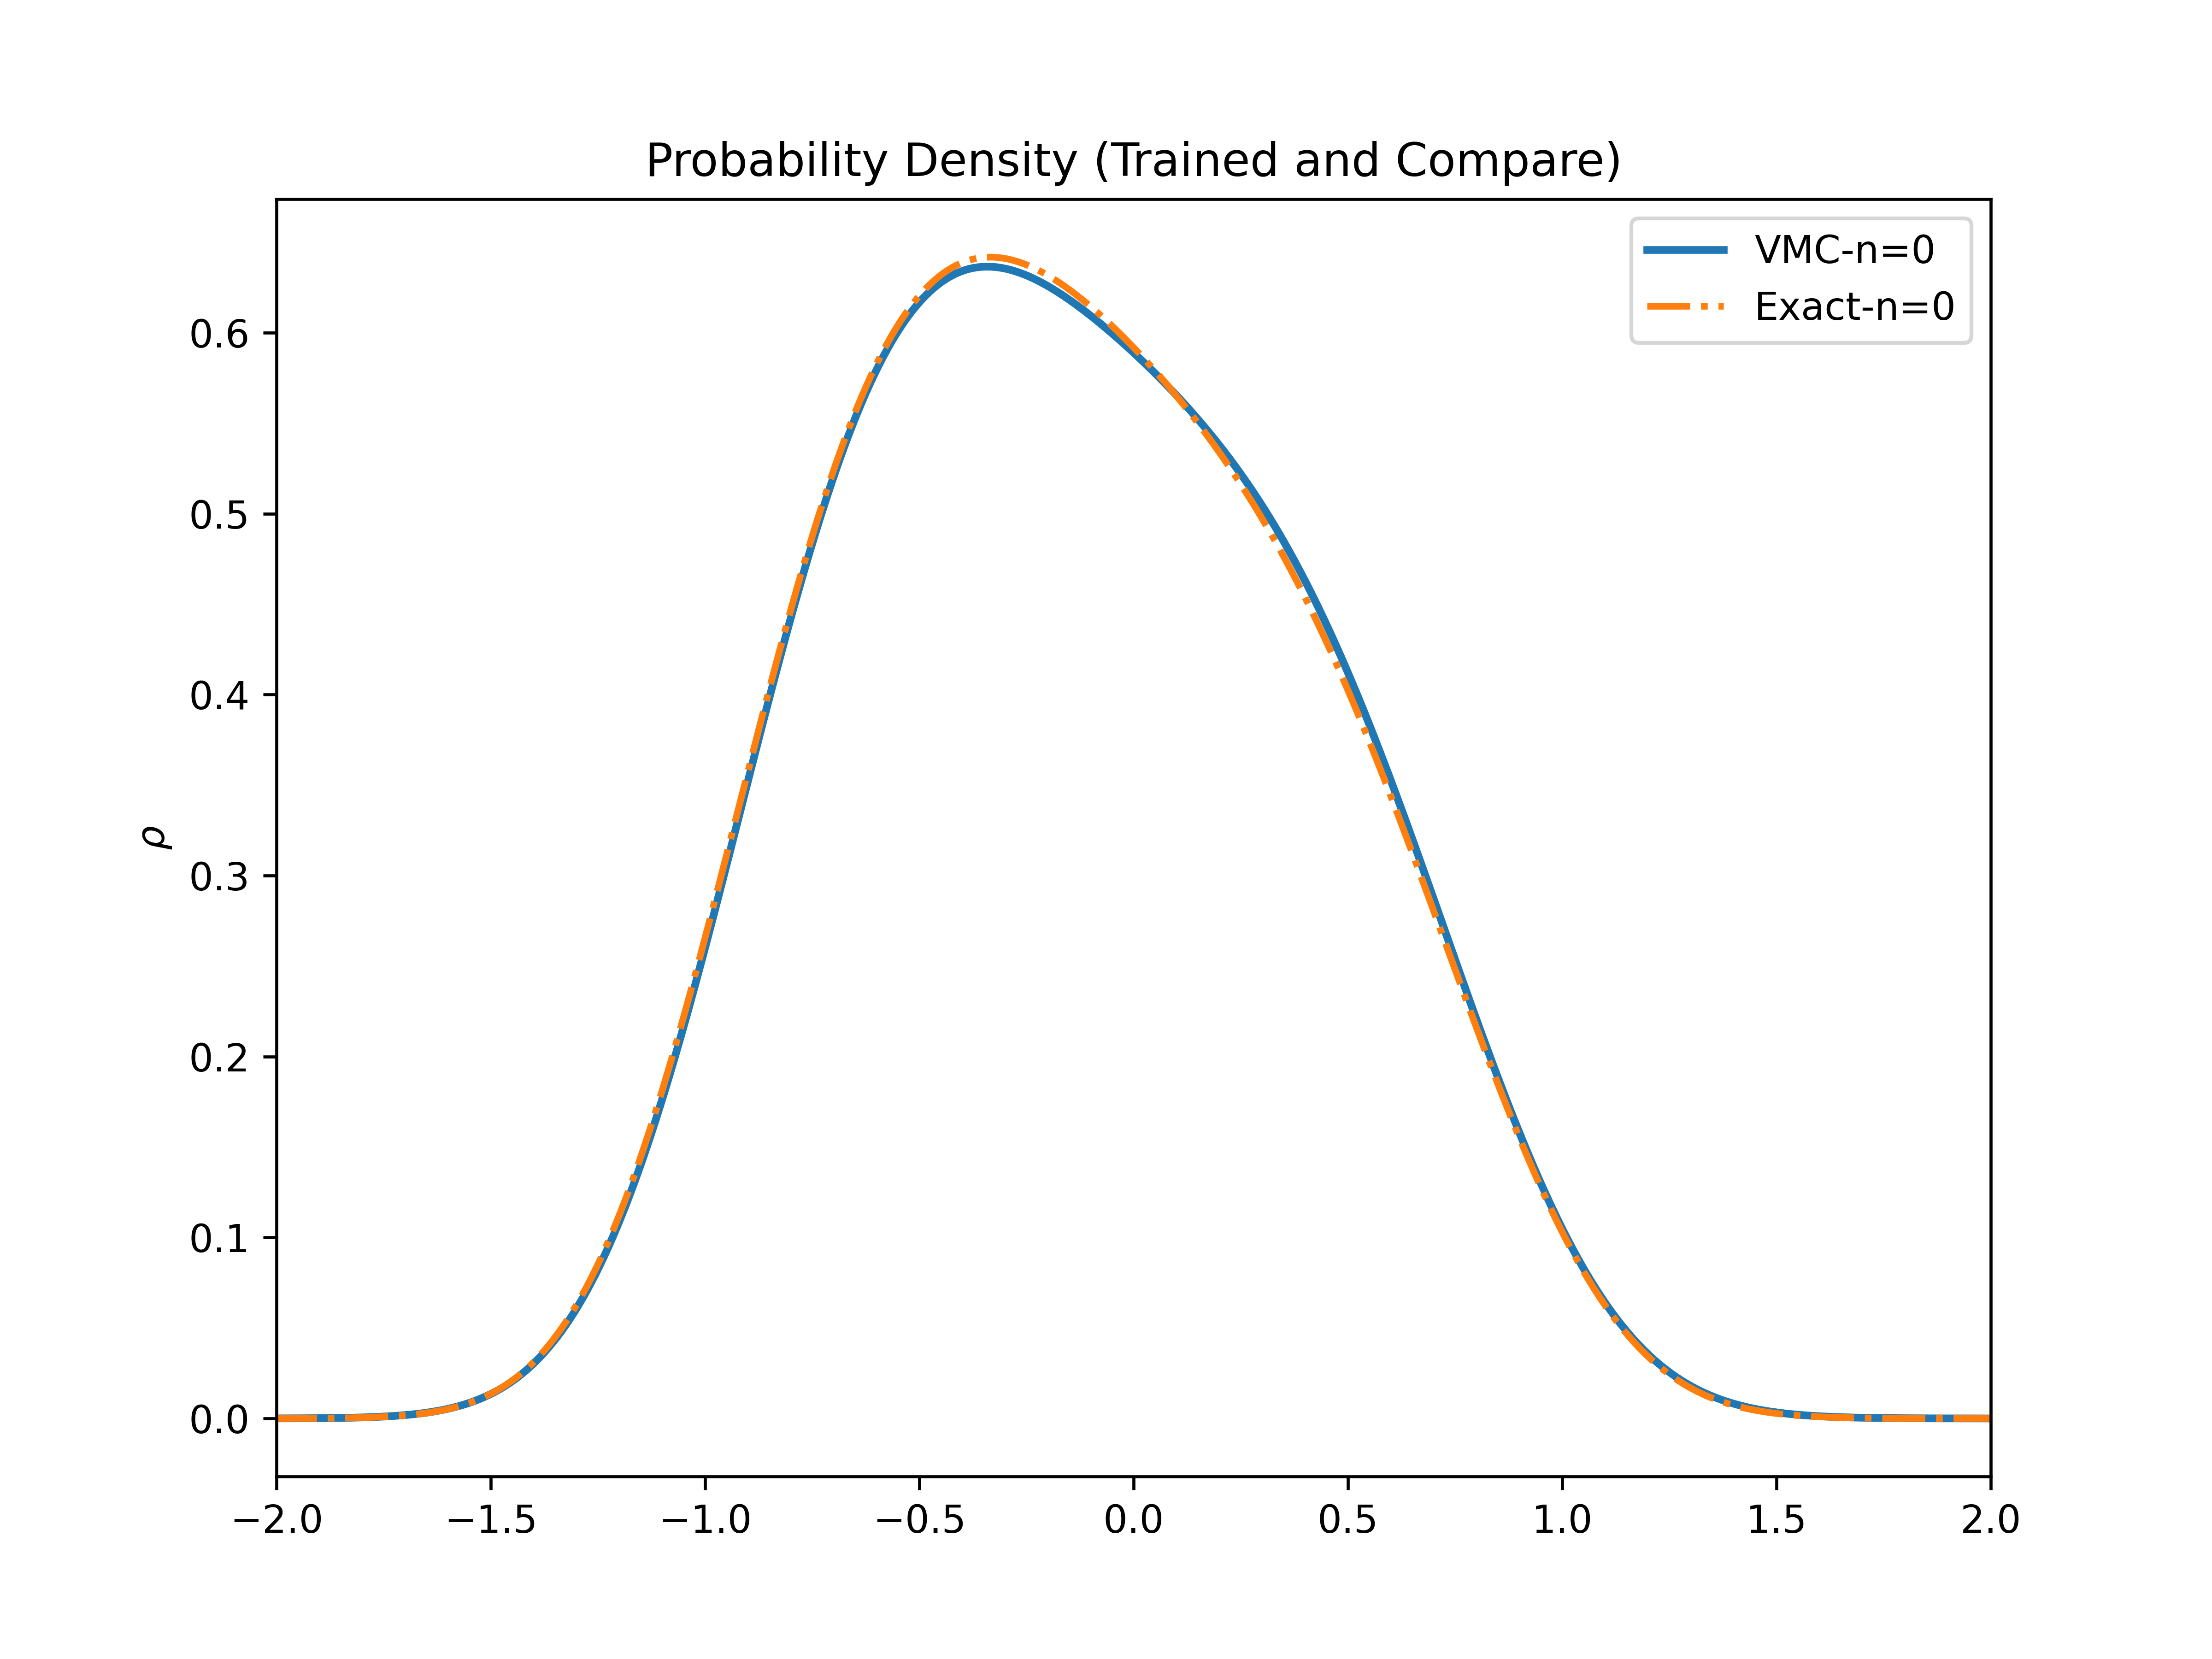 Probability Density (Trained and Compare)
VMC-n=0
Exact-n=0
0.6
0.5
0.4
ρ
0.3
0.2
0.1
0.0
−2.0 −1.5 −1.0 −0.5 0.0 0.5 1.0 1.5 2.0